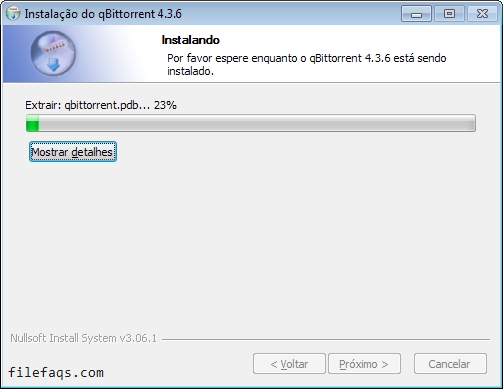 Instalação do qBittorrent 4.3.6
Instalando
Por favor espere enquanto o qBittorrent 4.3.6 está sendo
instalado.
Extrair: qbittorrent.pdb... 23%
Mostrar detalhes
Nullsoft Install System v3.06.1
< Voltar
Próximo >
Cancelar
filefaqs.com